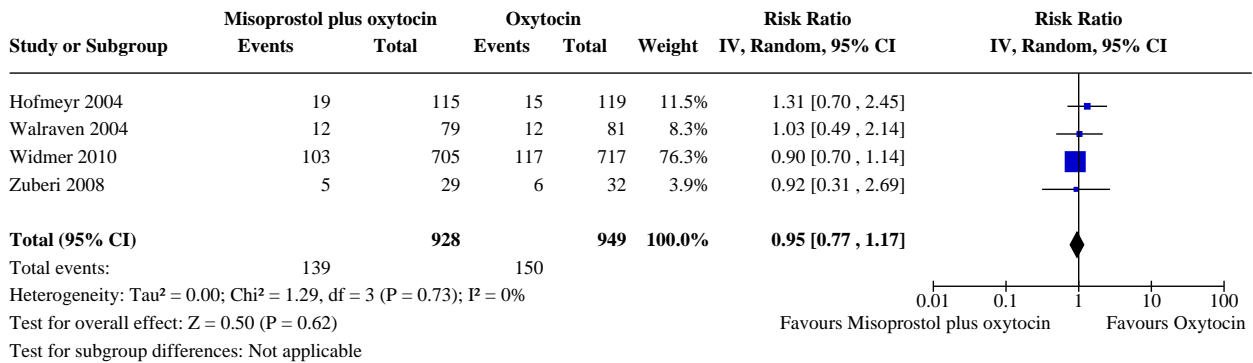 Misoprostol plus oxytocin Oxytocin Risk Ratio Risk Ratio
Study or Subgroup Events Total Events Total Weight IV, Random, 95% CI IV, Random, 95% CI
Hofmeyr 2004 19 115 15 119 11.5% 1.31 [0.70 , 2.45]
Walraven 2004 12 79 12 81 8.3% 1.03 [0.49 , 2.14]
Widmer 2010 103 705 117 717 76.3% 0.90 [0.70 , 1.14]
Zuberi 2008 5 29 6 32 3.9% 0.92 [0.31 , 2.69]
Total (95% CI) 928 949 100.0% 0.95 [0.77 , 1.17]
Total events: 139 150
Heterogeneity: Tau² = 0.00; Chi² = 1.29, df = 3 (P = 0.73); I² = 0%
0.01 0.1 1 10 100
Test for overall effect: Z = 0.50 (P = 0.62)
Favours Misoprostol plus oxytocin Favours Oxytocin
Test for subgroup differences: Not applicable